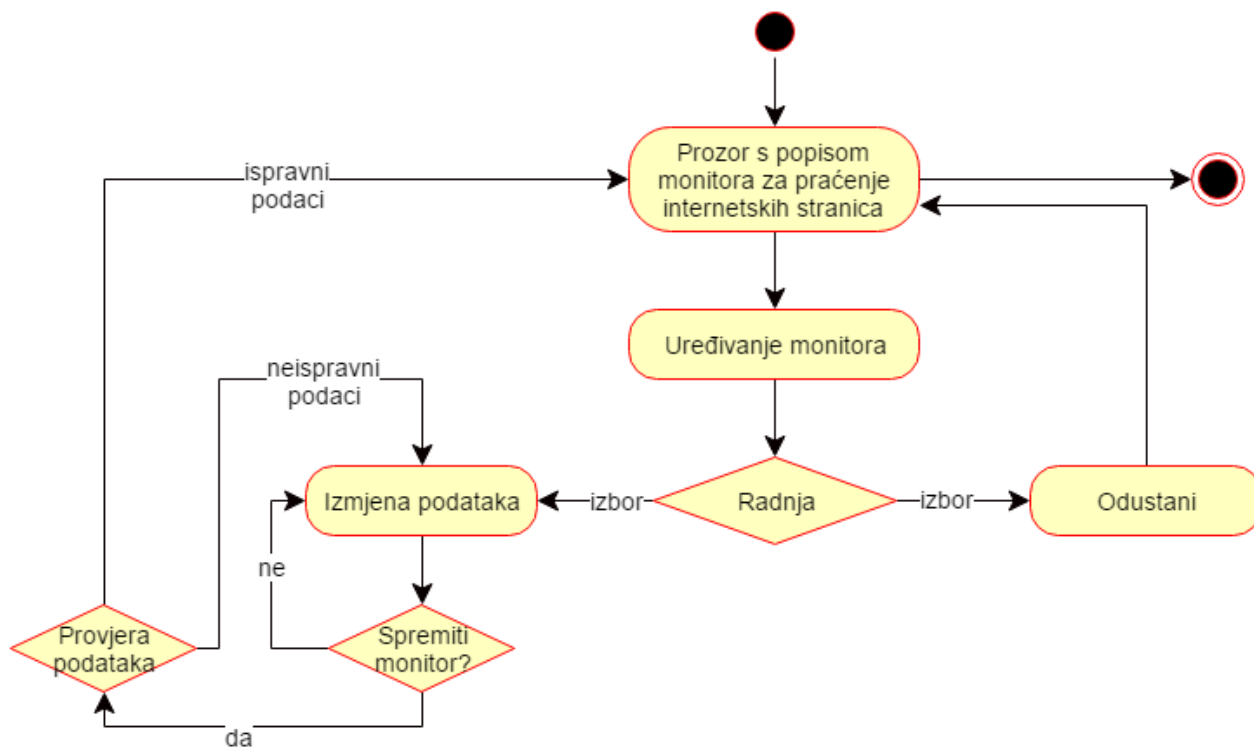 Prozor s popisom
monitora za praćenje
internetskih stranica
ispravni
podaci
Uređivanje monitora
neispravni
podaci
Izmjena podataka
izbor
Radnja
izbor
Odustani
ne
Provjera
podataka
Spremiti
monitor?
da